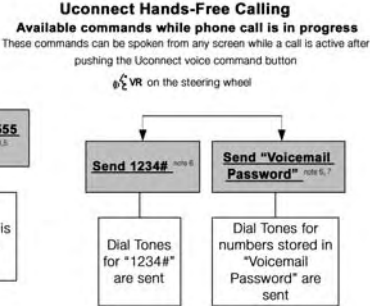 Uconnect Hands-Free Calling
Available commands while phone call is in progress
These commands can be spoken from any screen while a call is active after
pushing the Uconnect voice command button
VR on the steering wheel
555
Send 1234# note 6
Send "Voicemail
Password" note 6, 7
is
Dial Tones
for "1234#"
are sent
Dial Tones for
numbers stored in
"Voicemail
Password" are
sent